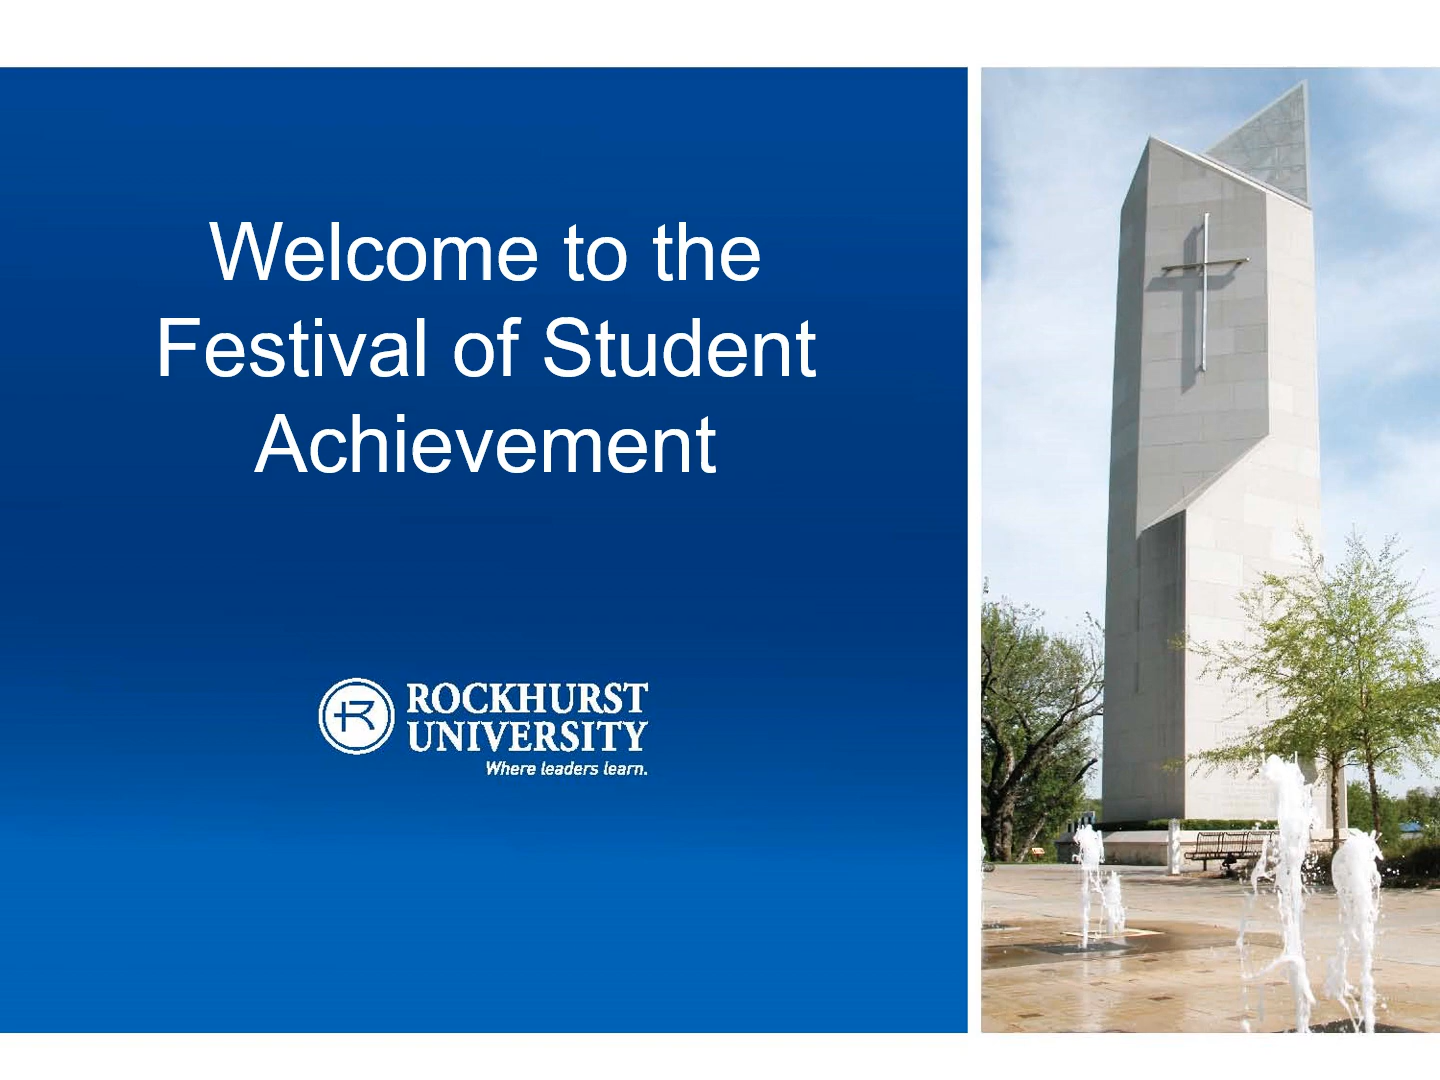 Welcome to the
Festival of Student
Achievement
ROCKHURST
UNIVERSITY
Where leaders learn.